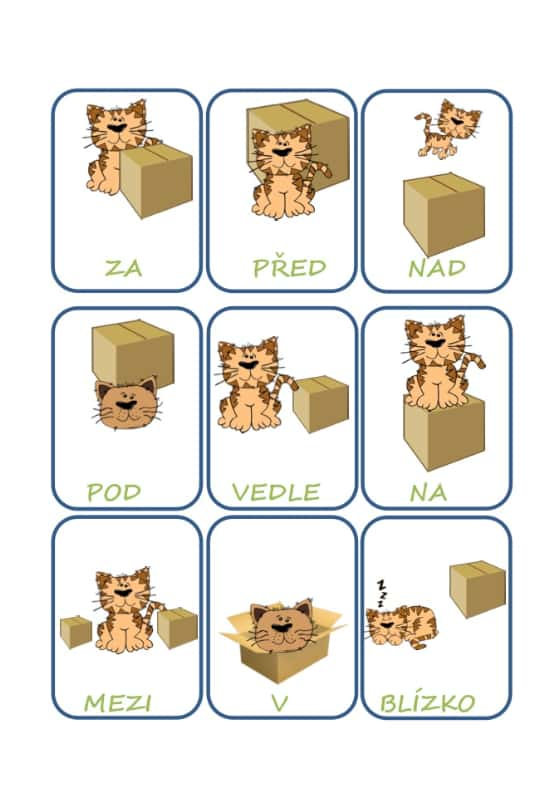 ZA
PŘED
NAD
POD
VEDLE
NA
MEZI
z z z
V
BLÍZKO